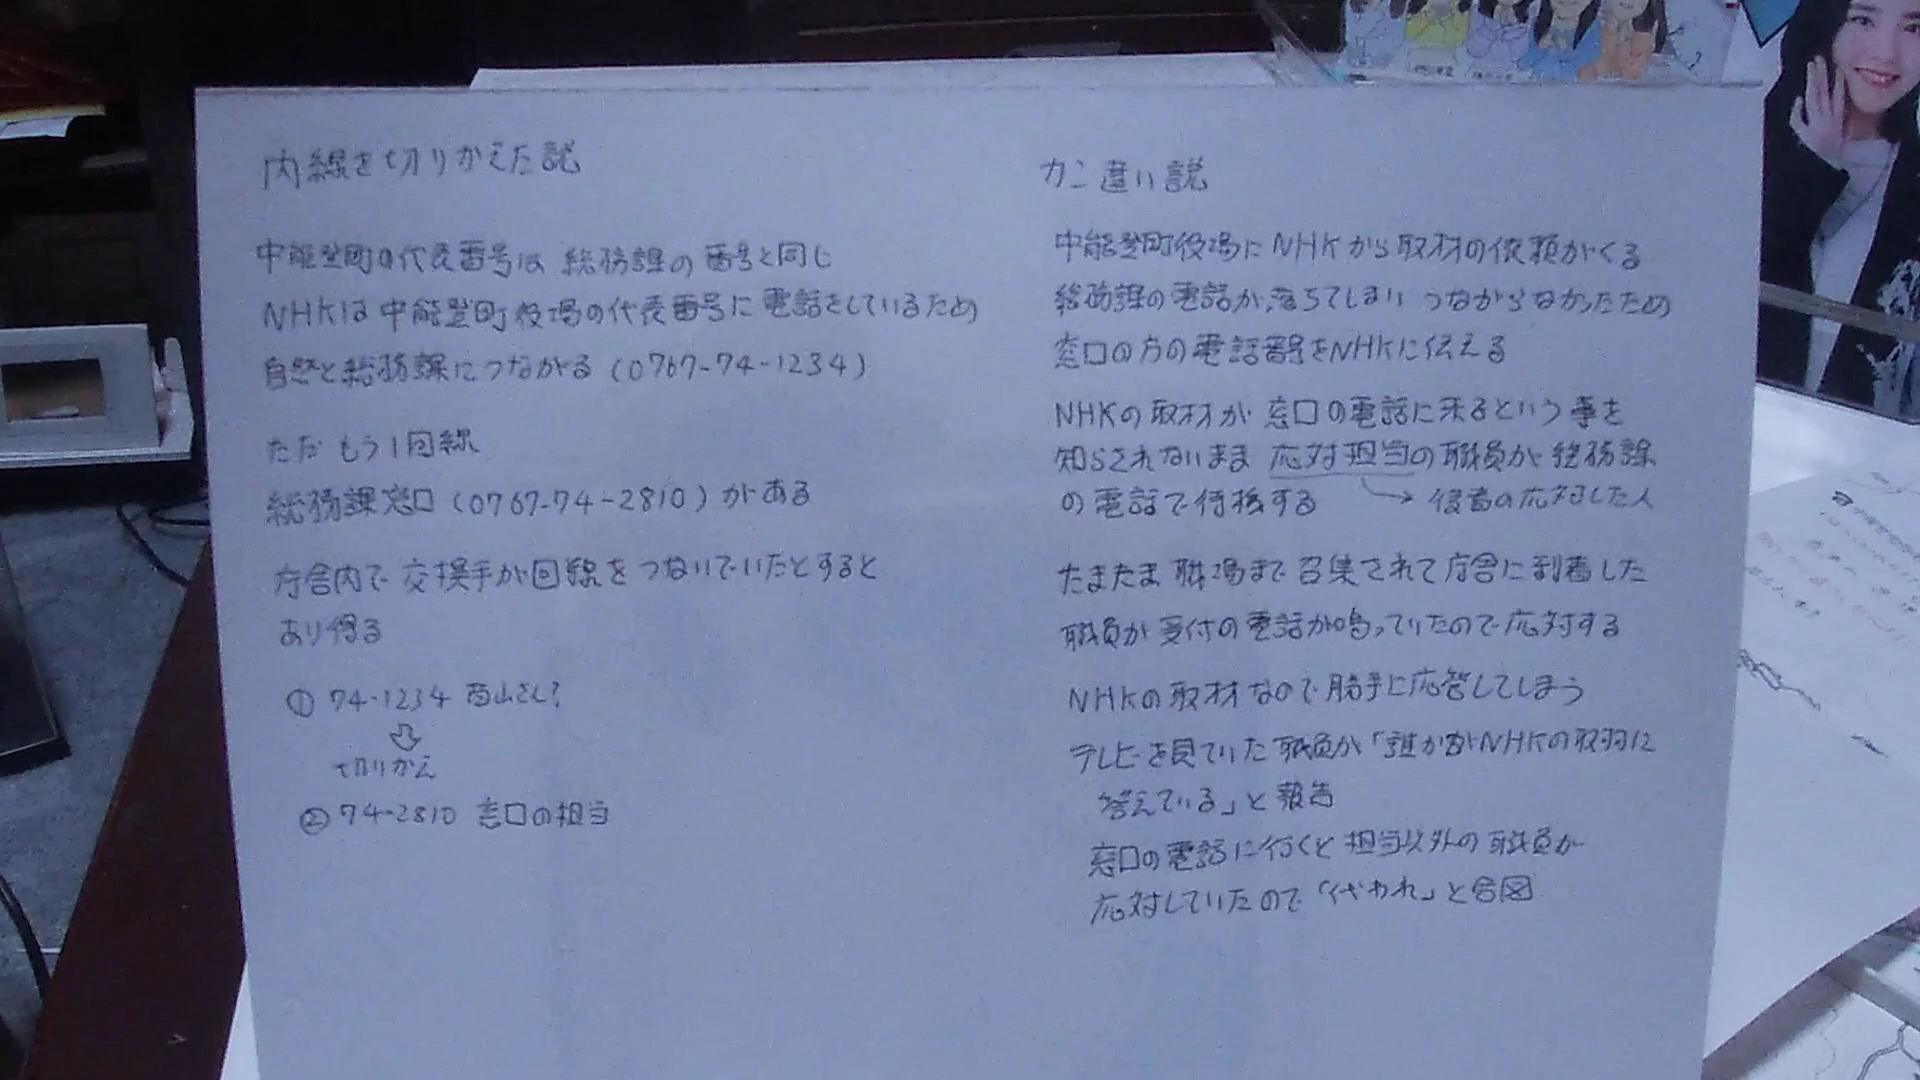 内線を切りかえた説
中能登町の代表番号は 総務課の番号と同じ
NHKは中能登町役場の代表番号に電話をしているため
自然と総務課につながる (0767-74-1234)
ただ もう1回線
総務課窓口 (0767-74-2810) がある
庁舎内で 交換手が回線をつないでいたとすると
あり得る
① 74-1234 西山さん?
切りかえ
② 74-2810 窓口の担当
カン違い説
中能登町役場に NHKから取材の依頼がくる
総務課の電話が落ちてしまい つながらなかったため
窓口の方の電話番号をNHKに伝える
NHKの取材が 窓口の電話に来るという事を
知らされないまま 応対担当の職員が総務課
の電話で待機する → 後者の応対した人
たまたま 職場まで召集されて庁舎に到着した
職員が受付の電話が鳴っていたので応対する
NHKの取材なので勝手に応答してしまう
テレビを見ていた職員が「誰かがNHKの取材に
答えている」と報告
窓口の電話に行くと担当以外の職員が
応対していたので「代われ」と合図